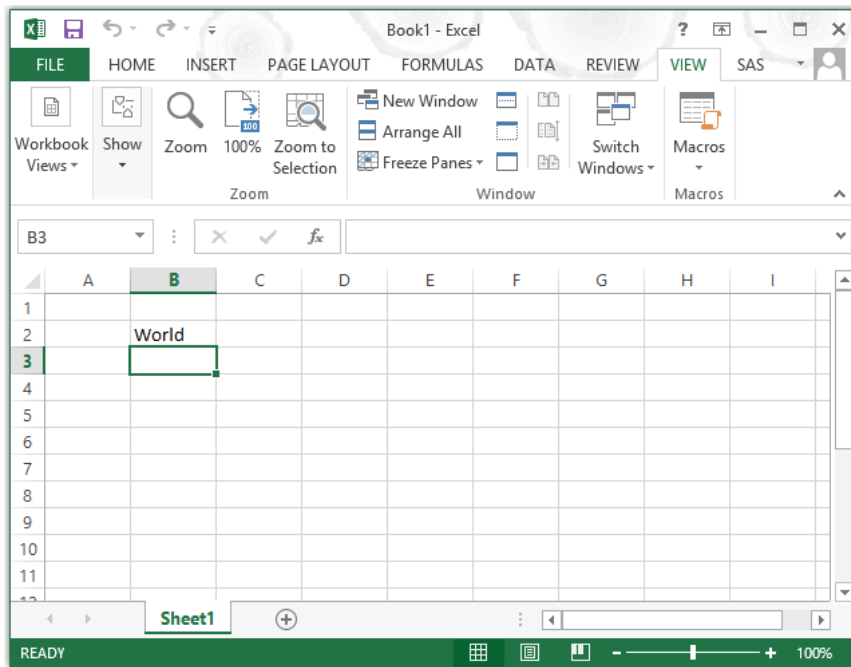 Book1 - Excel ?
FILE HOME INSERT PAGE LAYOUT FORMULAS DATA REVIEW VIEW SAS
Workbook Views
Show
Zoom
100
100%
Zoom to Selection
New Window
Arrange All
Freeze Panes
Switch Windows
Macros
Zoom Window Macros
B3 fx
A B C D E F G H I
1
2 World
3
4
5
6
7
8
9
10
11
Sheet1
READY - + 100%